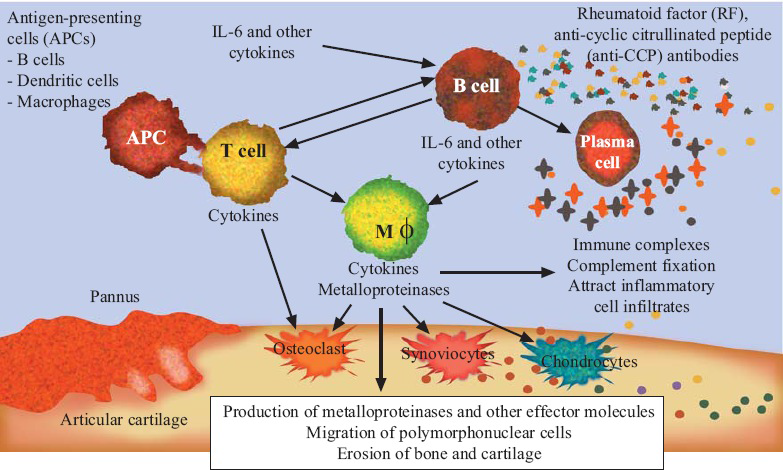 Antigen-presenting
cells (APCs)
- B cells
- Dendritic cells
- Macrophages
IL-6 and other
cytokines
Rheumatoid factor (RF),
anti-cyclic citrullinated peptide
(anti-CCP) antibodies
B cell
APC
T cell
IL-6 and other
cytokines
Plasma
cell
Cytokines
M ϕ
Immune complexes
Complement fixation
Attract inflammatory
cell infiltrates
Cytokines
Metalloproteinases
Pannus
Osteoclast
Synoviocytes
Chondrocytes
Articular cartilage
Production of metalloproteinases and other effector molecules
Migration of polymorphonuclear cells
Erosion of bone and cartilage